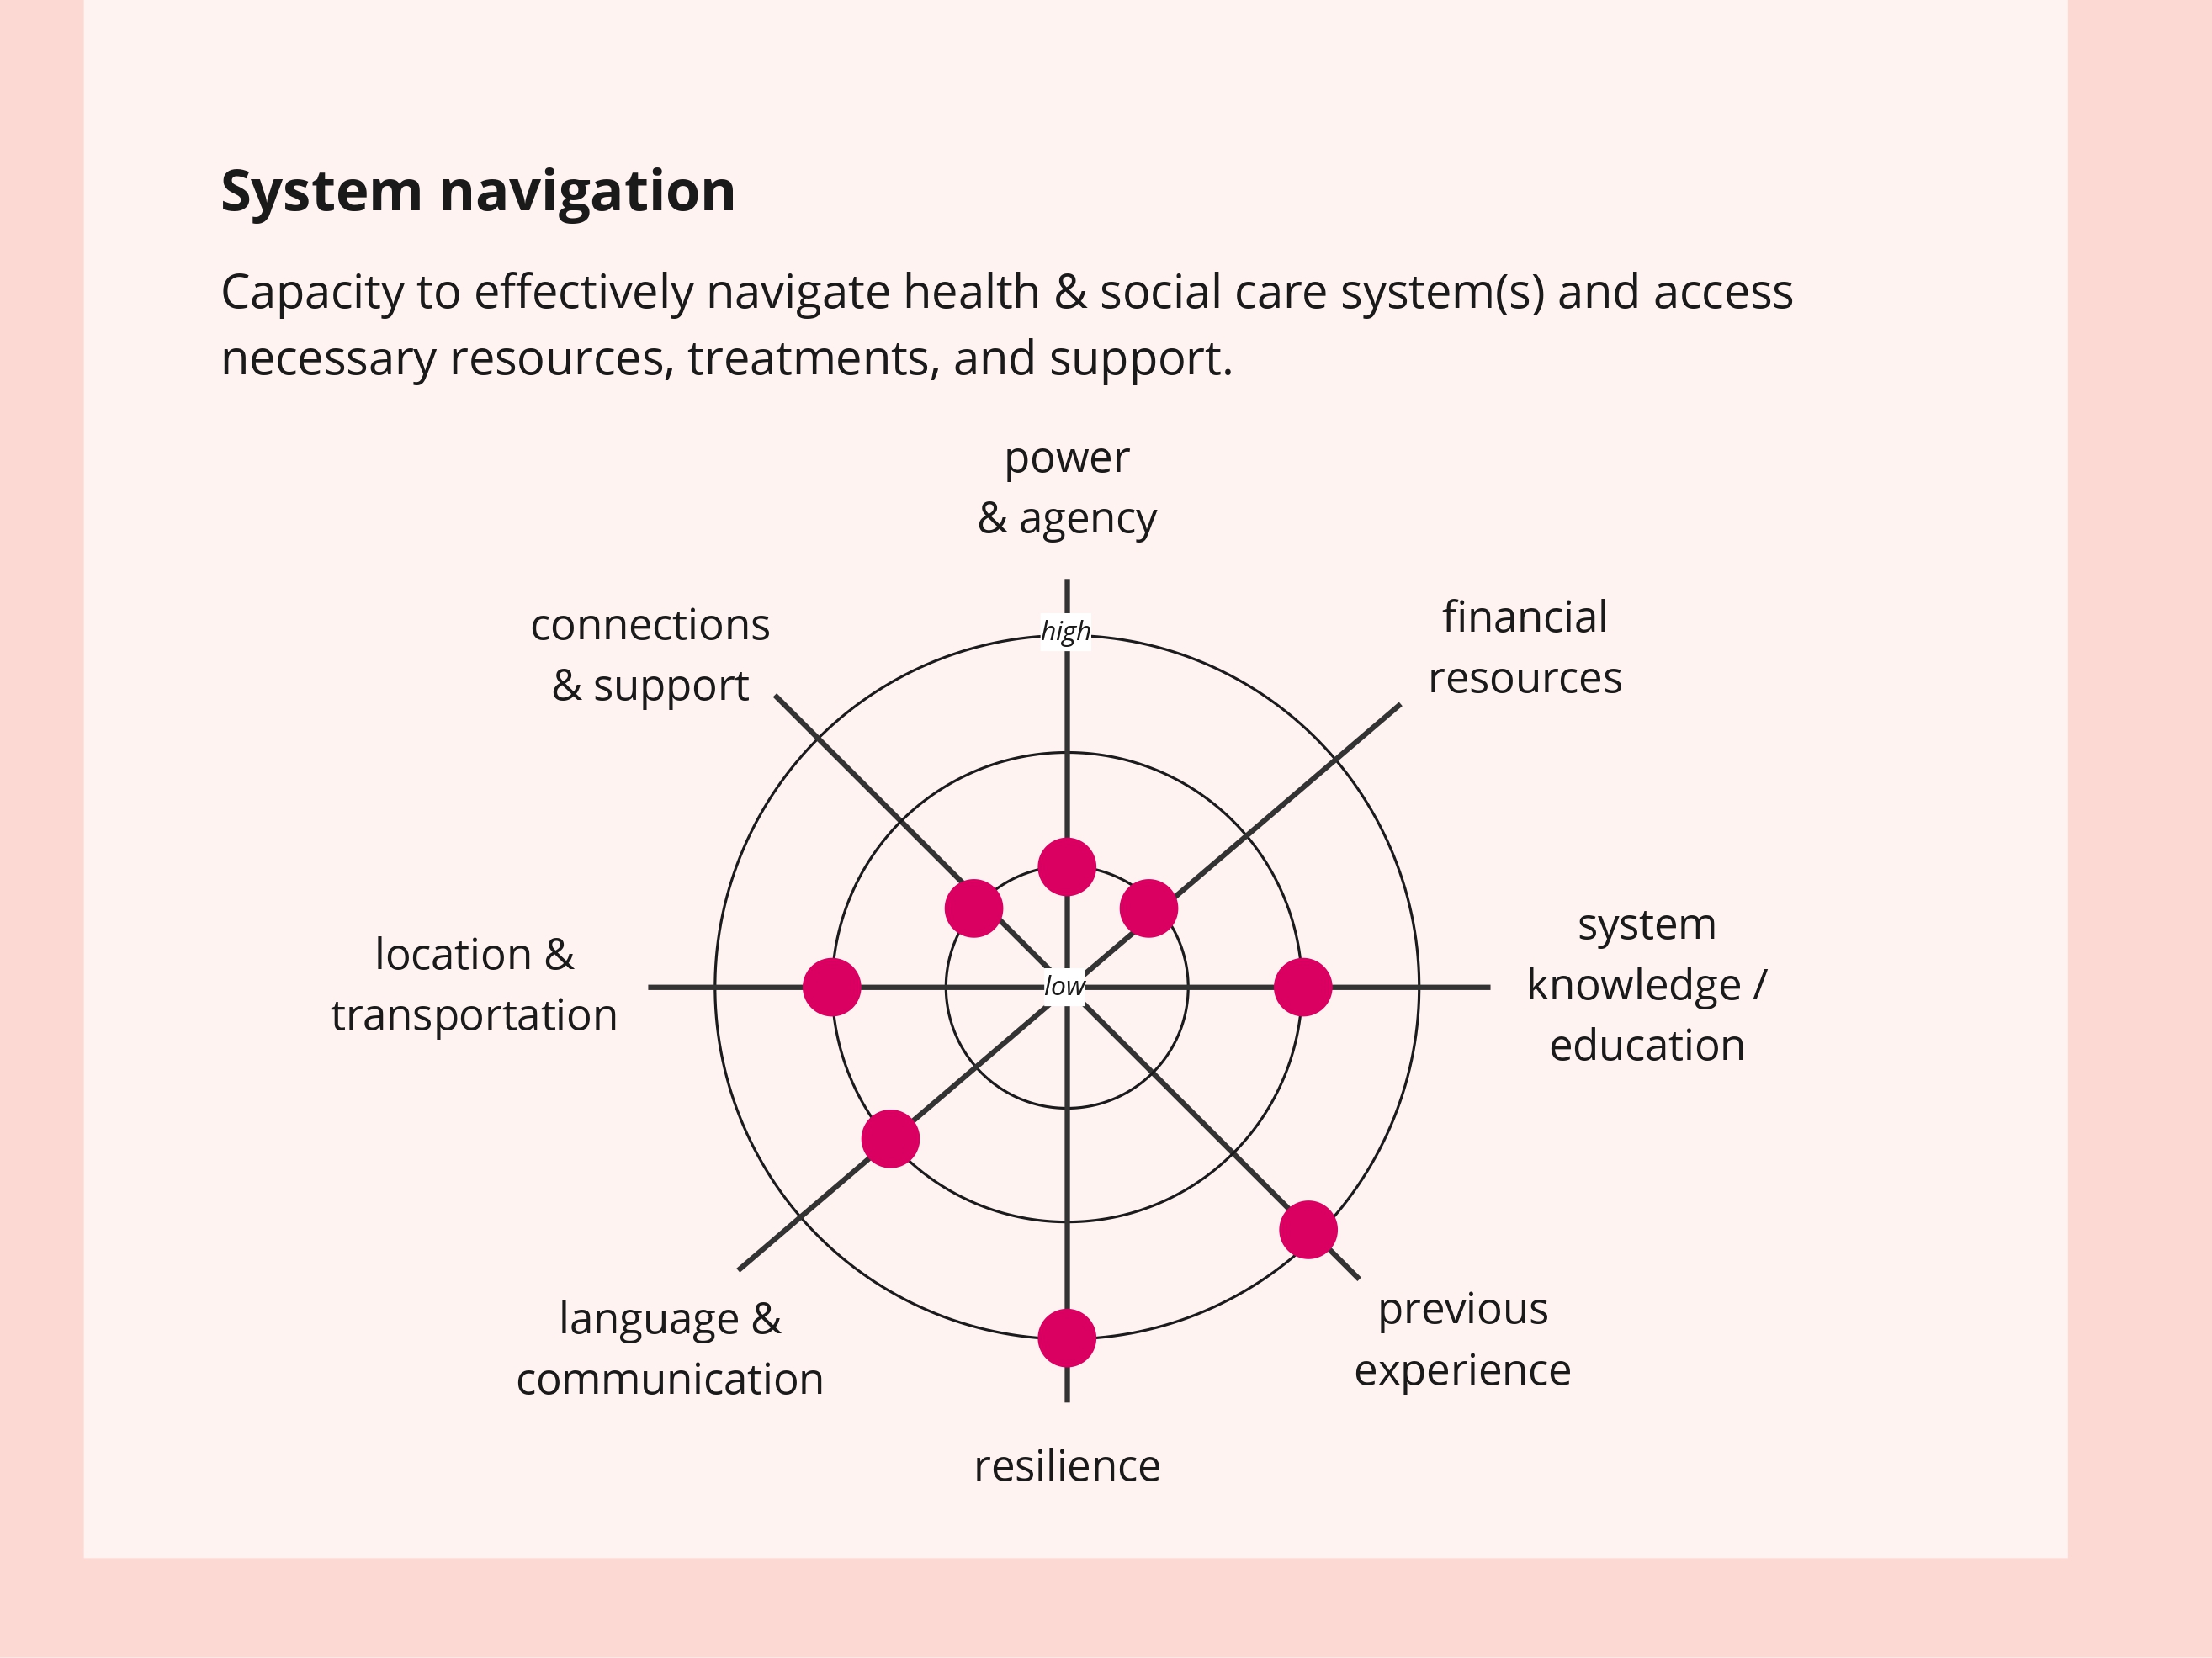 System navigation
Capacity to effectively navigate health & social care system(s) and access
necessary resources, treatments, and support.
power
& agency
high
connections
& support
financial
resources
location &
transportation
low
system
knowledge /
education
language &
communication
previous
experience
resilience